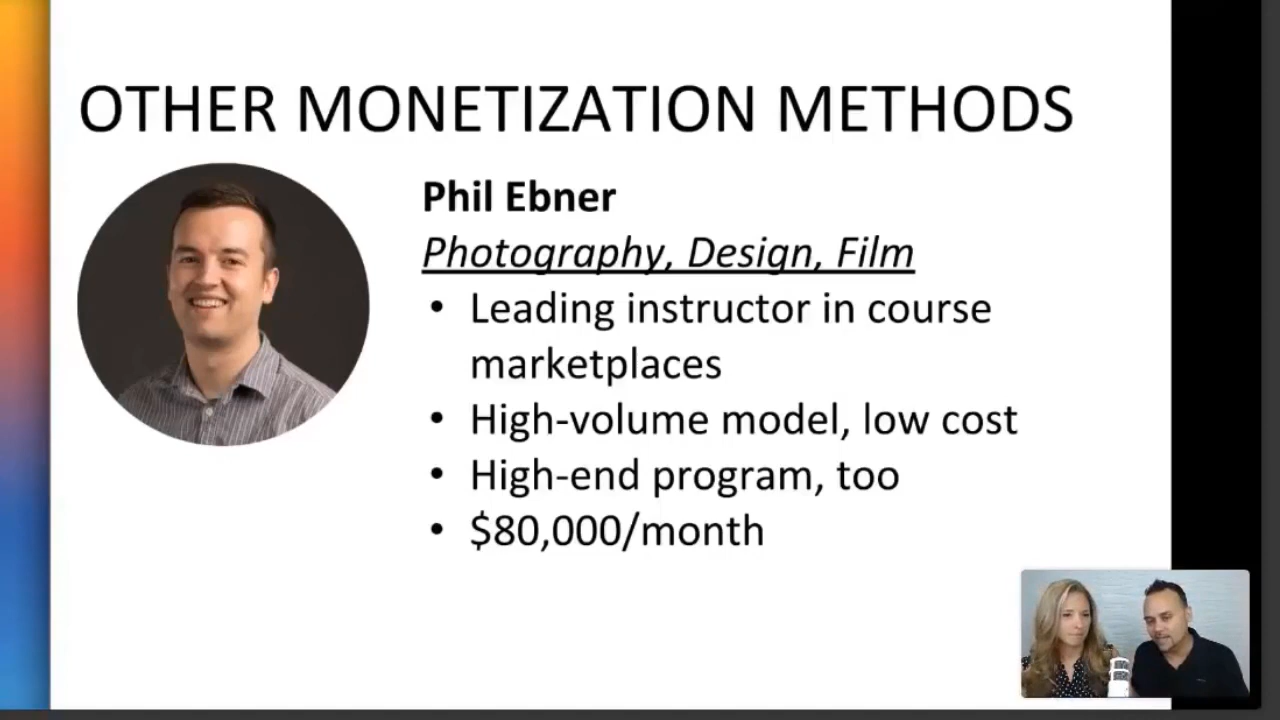 OTHER MONETIZATION METHODS
Phil Ebner
Photography, Design, Film
• Leading instructor in course
marketplaces
• High-volume model, low cost
• High-end program, too
• $80,000/month